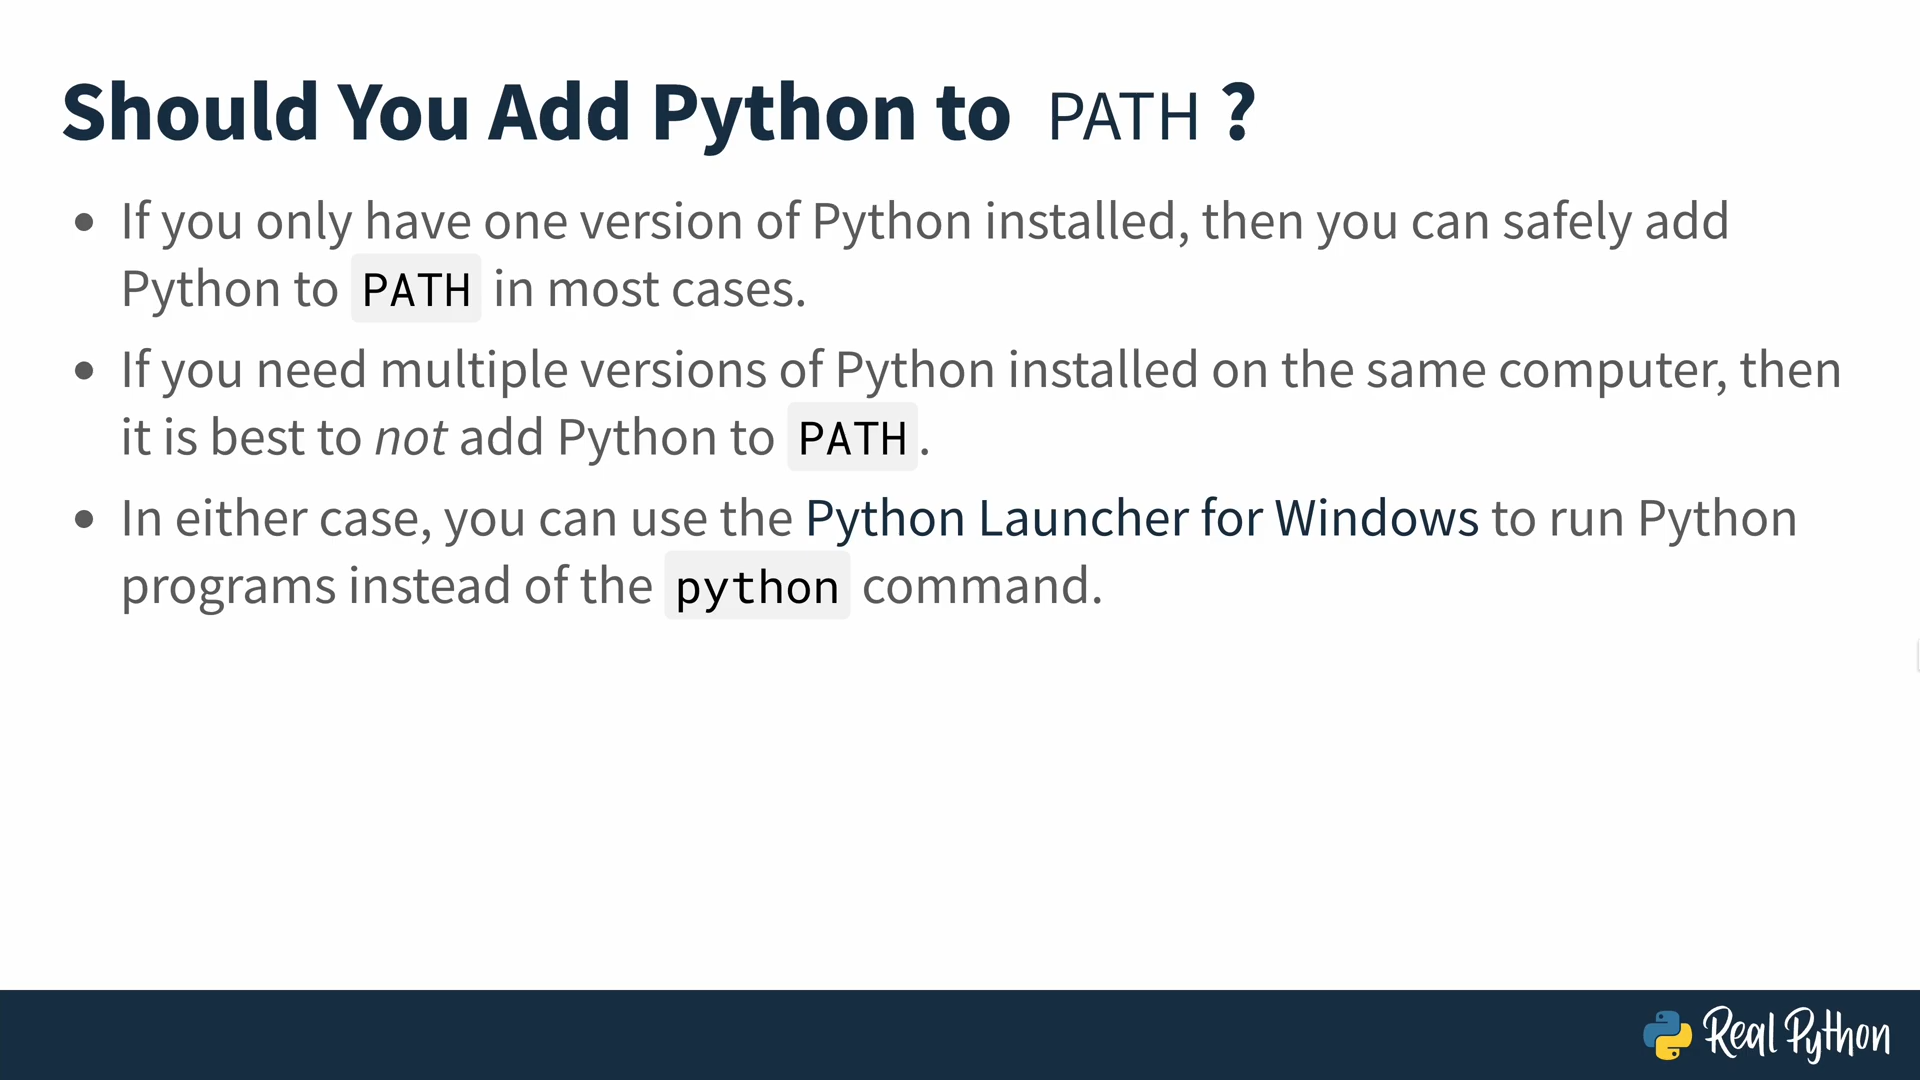 Should You Add Python to PATH ?
• If you only have one version of Python installed, then you can safely add
Python to PATH in most cases.
• If you need multiple versions of Python installed on the same computer, then
it is best to not add Python to PATH.
• In either case, you can use the Python Launcher for Windows to run Python
programs instead of the python command.
Real Python